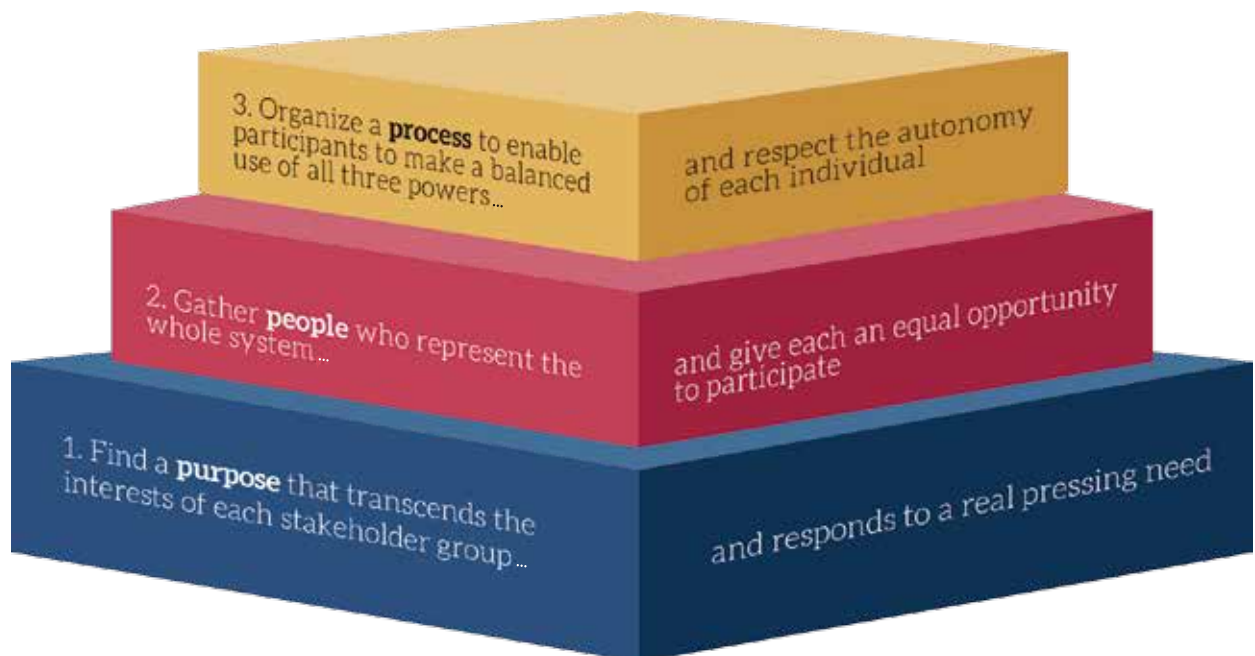 3. Organize a process to enable
participants to make a balanced
use of all three powers...
and respect the autonomy
of each individual
2. Gather people who represent the
whole system...
and give each an equal opportunity
to participate
1. Find a purpose that transcends the
interests of each stakeholder group...
and responds to a real pressing need